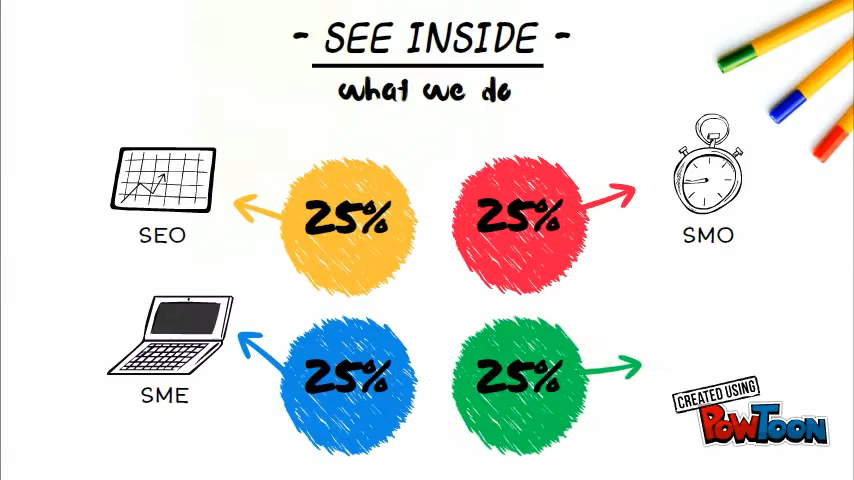 - SEE INSIDE -
what we do
25%
25%
SEO
SMO
25%
25%
SME
CREATED USING
POWTOON